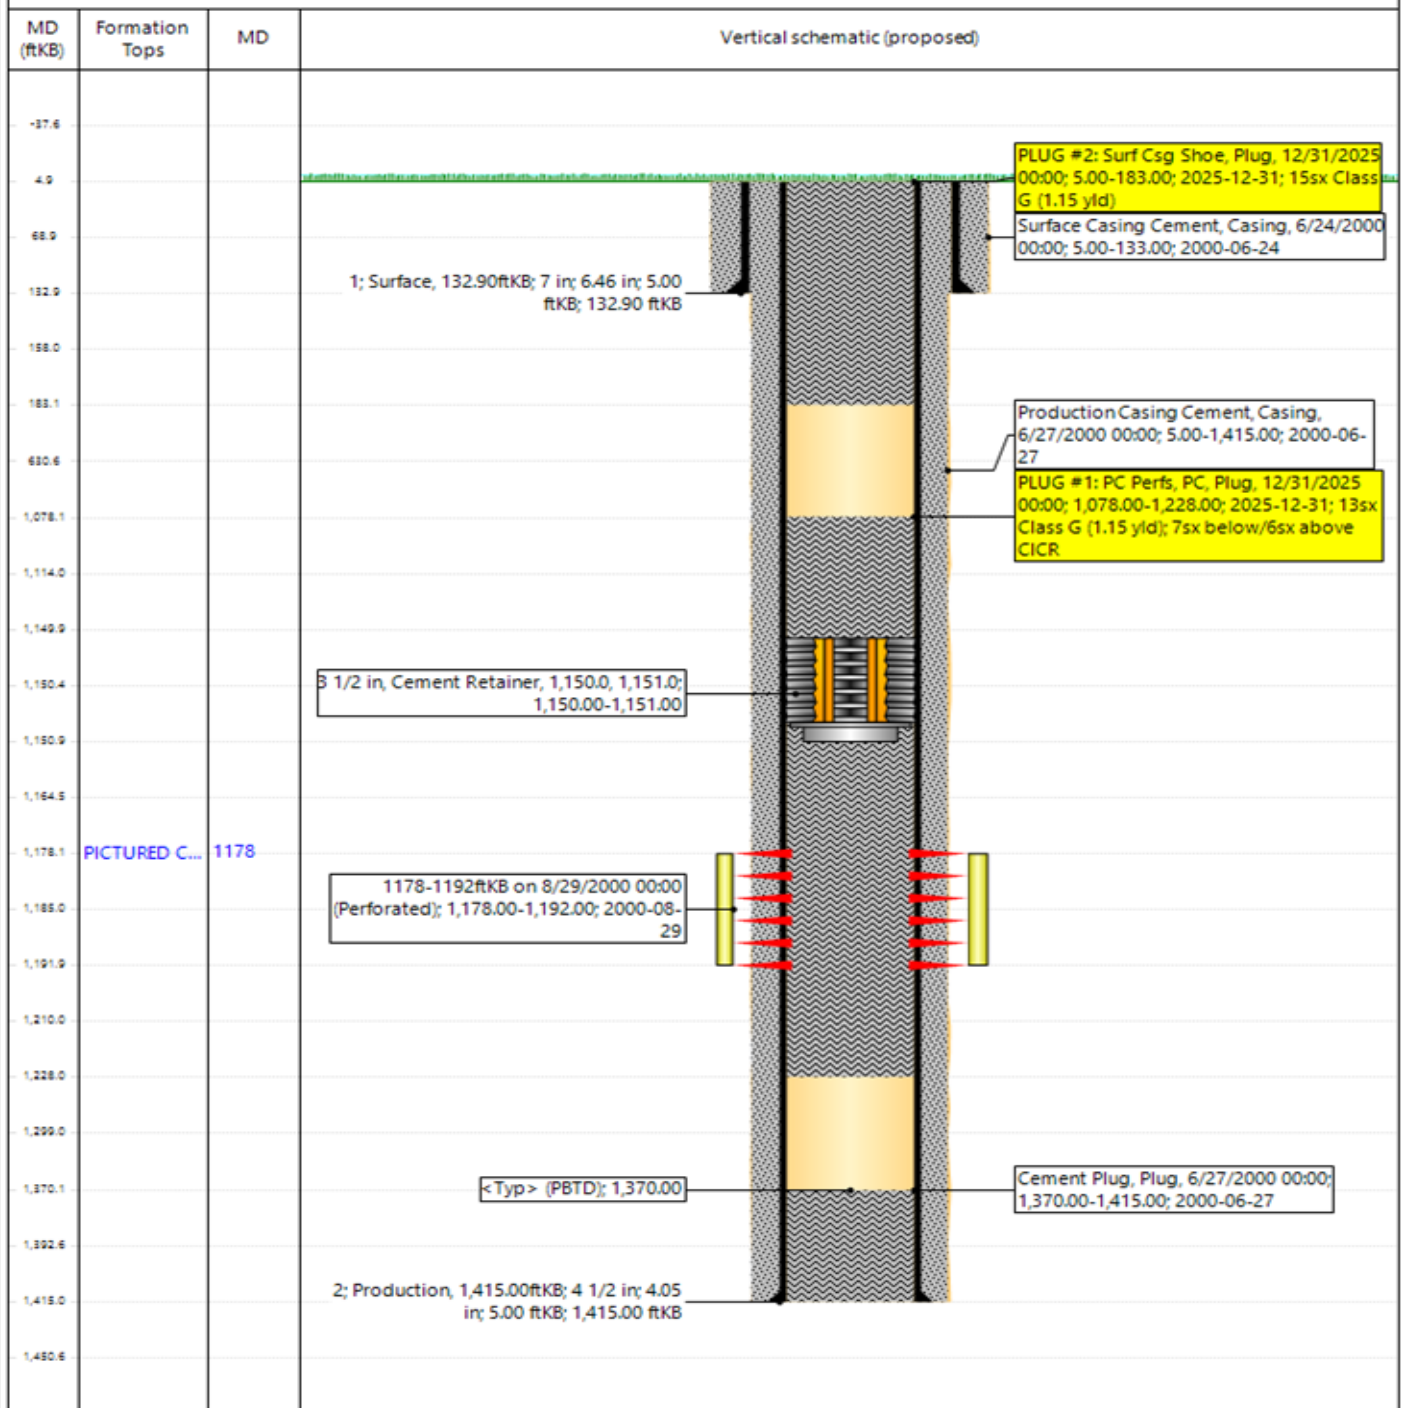 MD
(ftKB)
Formation
Tops
MD
Vertical schematic (proposed)
-37.6
4.9
68.9
132.9
158.0
183.1
630.6
1,078.1
1,114.0
1,149.9
1,150.4
1,150.9
1,164.5
1,178.1
1,185.0
1,191.9
1,210.0
1,228.0
1,299.0
1,370.1
1,392.6
1,415.0
1,450.6
PICTURED C...
1178
PLUG #2: Surf Csg Shoe, Plug, 12/31/2025
00:00; 5.00-183.00; 2025-12-31; 15sx Class
G (1.15 yld)
Surface Casing Cement, Casing, 6/24/2000
00:00; 5.00-133.00; 2000-06-24
1; Surface, 132.90ftKB; 7 in; 6.46 in; 5.00
ftKB; 132.90 ftKB
Production Casing Cement, Casing,
6/27/2000 00:00; 5.00-1,415.00; 2000-06-
27
PLUG #1: PC Perfs, PC, Plug, 12/31/2025
00:00; 1,078.00-1,228.00; 2025-12-31; 13sx
Class G (1.15 yld); 7sx below/6sx above
CICR
3 1/2 in, Cement Retainer, 1,150.0, 1,151.0;
1,150.00-1,151.00
1178-1192ftKB on 8/29/2000 00:00
(Perforated); 1,178.00-1,192.00; 2000-08-
29
<Typ> (PBTD); 1,370.00
Cement Plug, Plug, 6/27/2000 00:00;
1,370.00-1,415.00; 2000-06-27
2; Production, 1,415.00ftKB; 4 1/2 in; 4.05
in; 5.00 ftKB; 1,415.00 ftKB